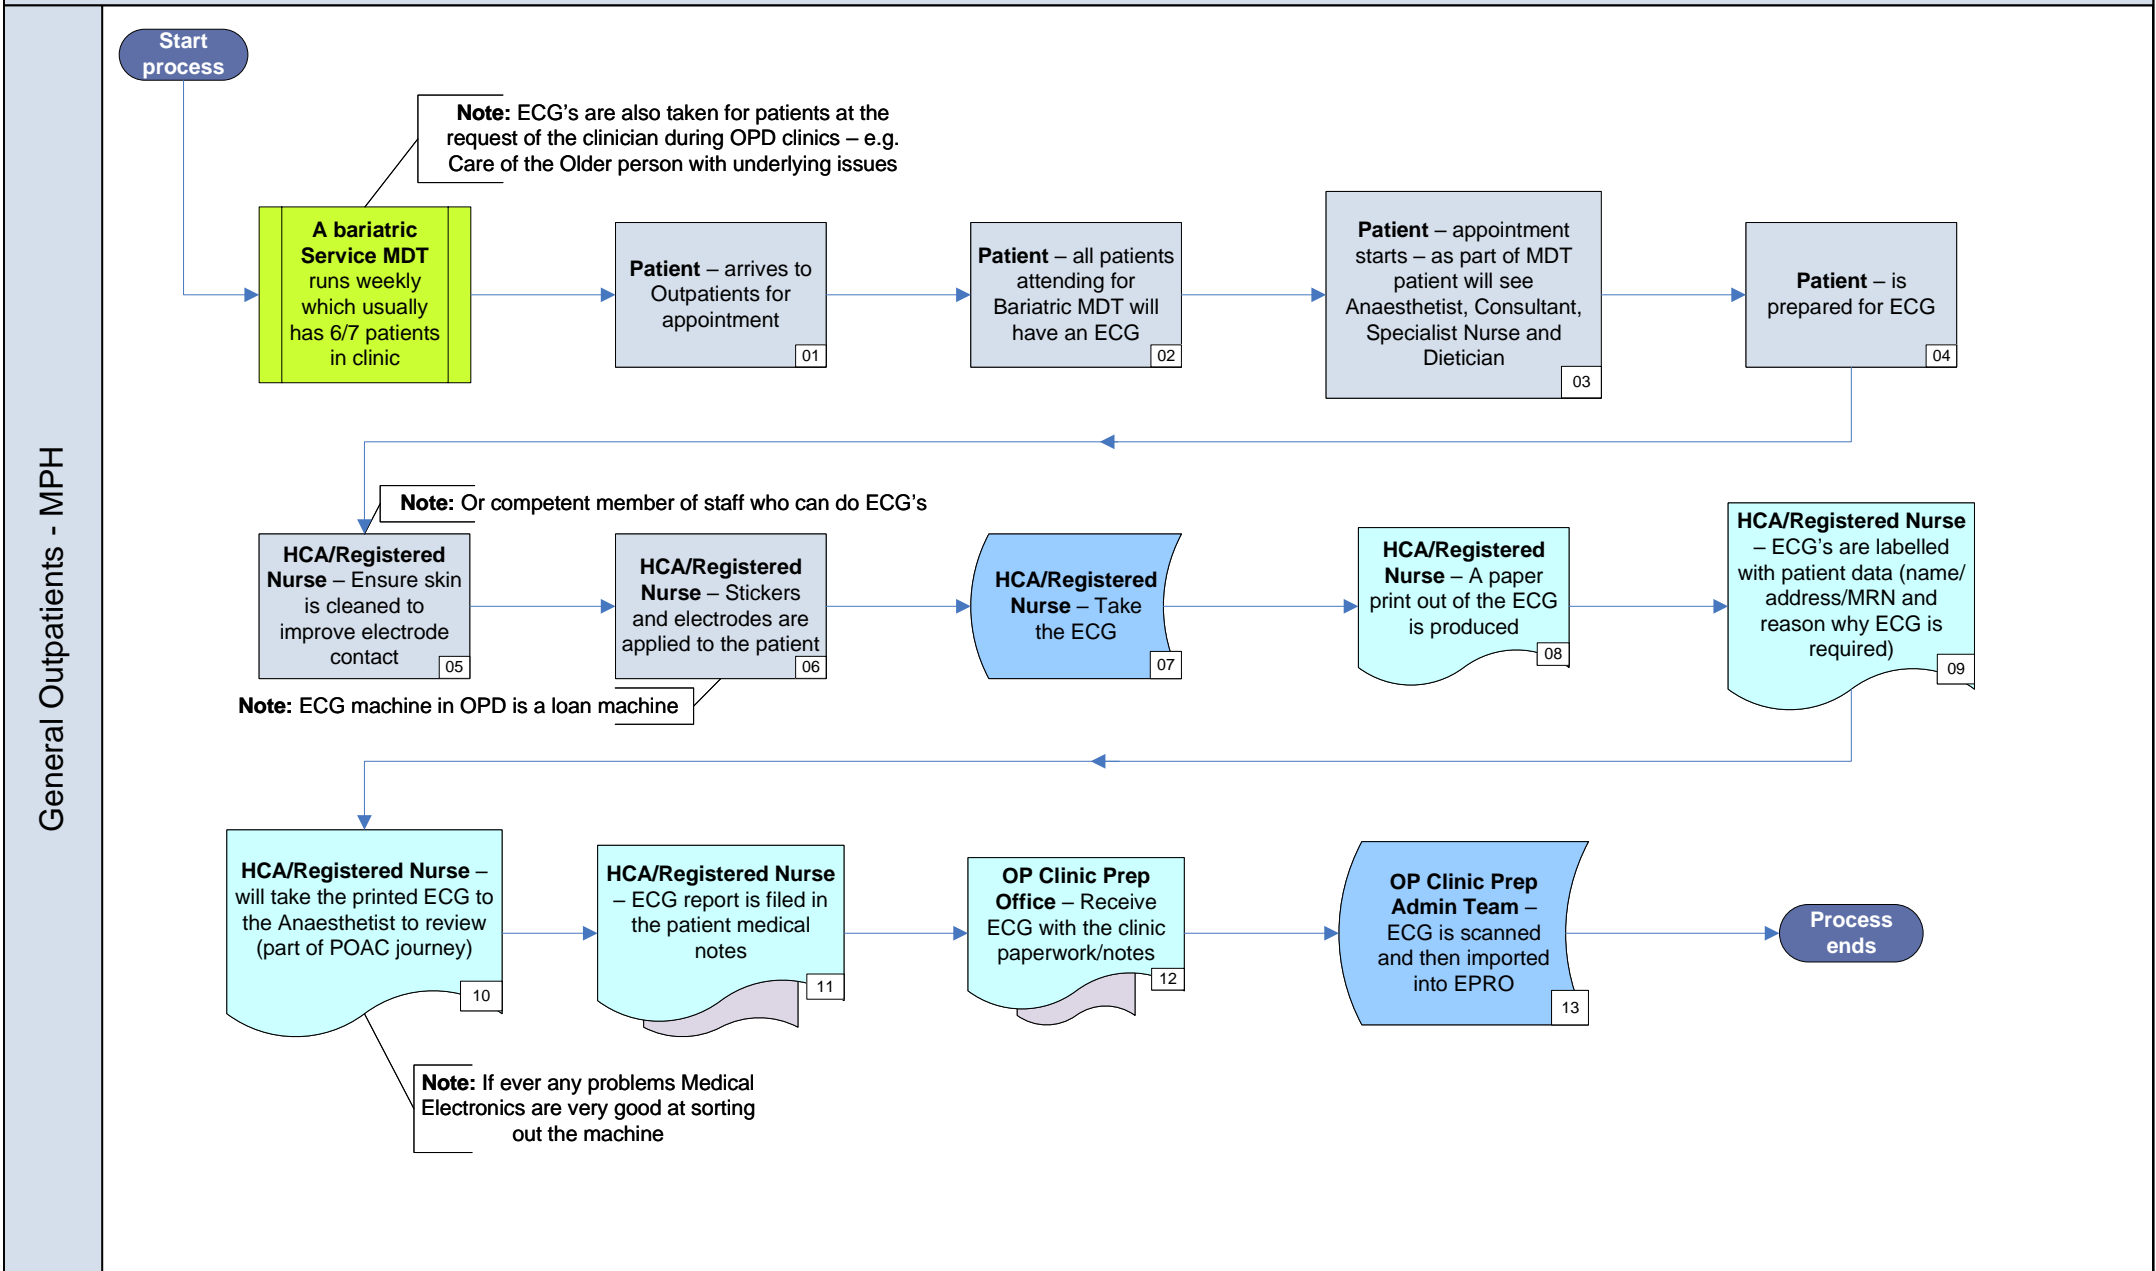 Start
process
Note: ECG's are also taken for patients at the
request of the clinician during OPD clinics – e.g.
Care of the Older person with underlying issues
A bariatric
Service MDT
runs weekly
which usually
has 6/7 patients
in clinic
Patient – arrives to
Outpatients for
appointment
01
Patient – all patients
attending for
Bariatric MDT will
have an ECG
02
Patient – appointment
starts – as part of MDT
patient will see
Anaesthetist, Consultant,
Specialist Nurse and
Dietician
03
Patient – is
prepared for ECG
04
General Outpatients - MPH
Note: Or competent member of staff who can do ECG's
HCA/Registered
Nurse – Ensure skin
is cleaned to
improve electrode
contact
05
HCA/Registered
Nurse – Stickers
and electrodes are
applied to the patient
06
Note: ECG machine in OPD is a loan machine
HCA/Registered
Nurse – Take
the ECG
07
HCA/Registered
Nurse – A paper
print out of the ECG
is produced
08
HCA/Registered Nurse
– ECG's are labelled
with patient data (name/
address/MRN and
reason why ECG is
required)
09
HCA/Registered Nurse –
will take the printed ECG to
the Anaesthetist to review
(part of POAC journey)
10
Note: If ever any problems Medical
Electronics are very good at sorting
out the machine
HCA/Registered Nurse
– ECG report is filed in
the patient medical
notes
11
OP Clinic Prep
Office – Receive
ECG with the clinic
paperwork/notes
12
OP Clinic Prep
Admin Team –
ECG is scanned
and then imported
into EPRO
13
Process
ends